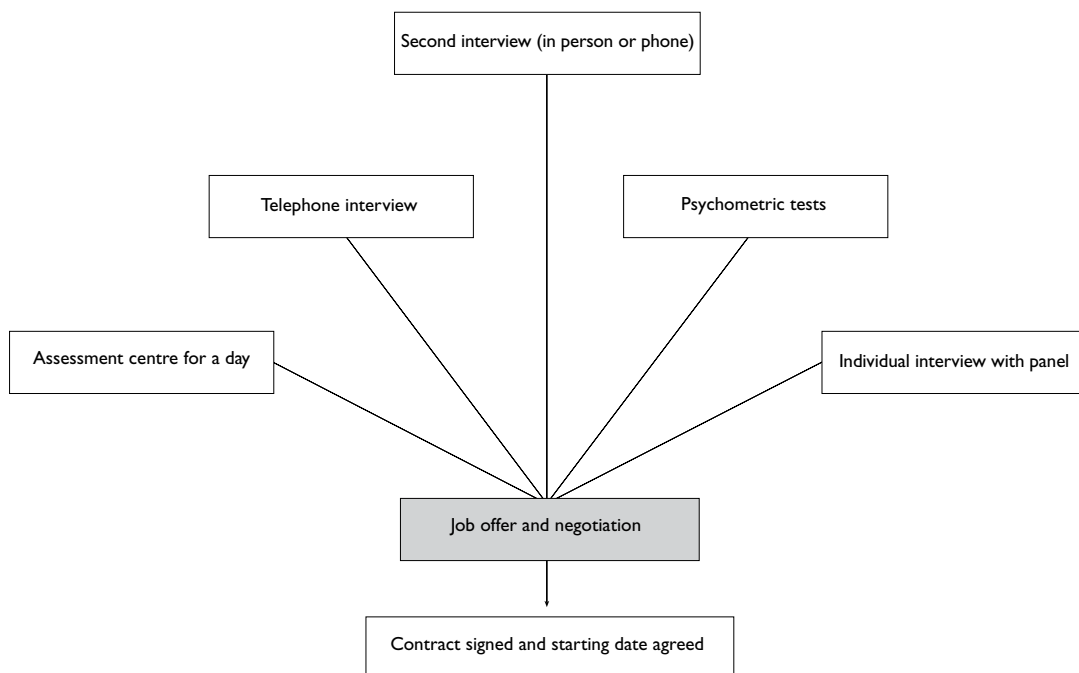 Second interview (in person or phone)
Telephone interview
Psychometric tests
Assessment centre for a day
Individual interview with panel
Job offer and negotiation
Contract signed and starting date agreed